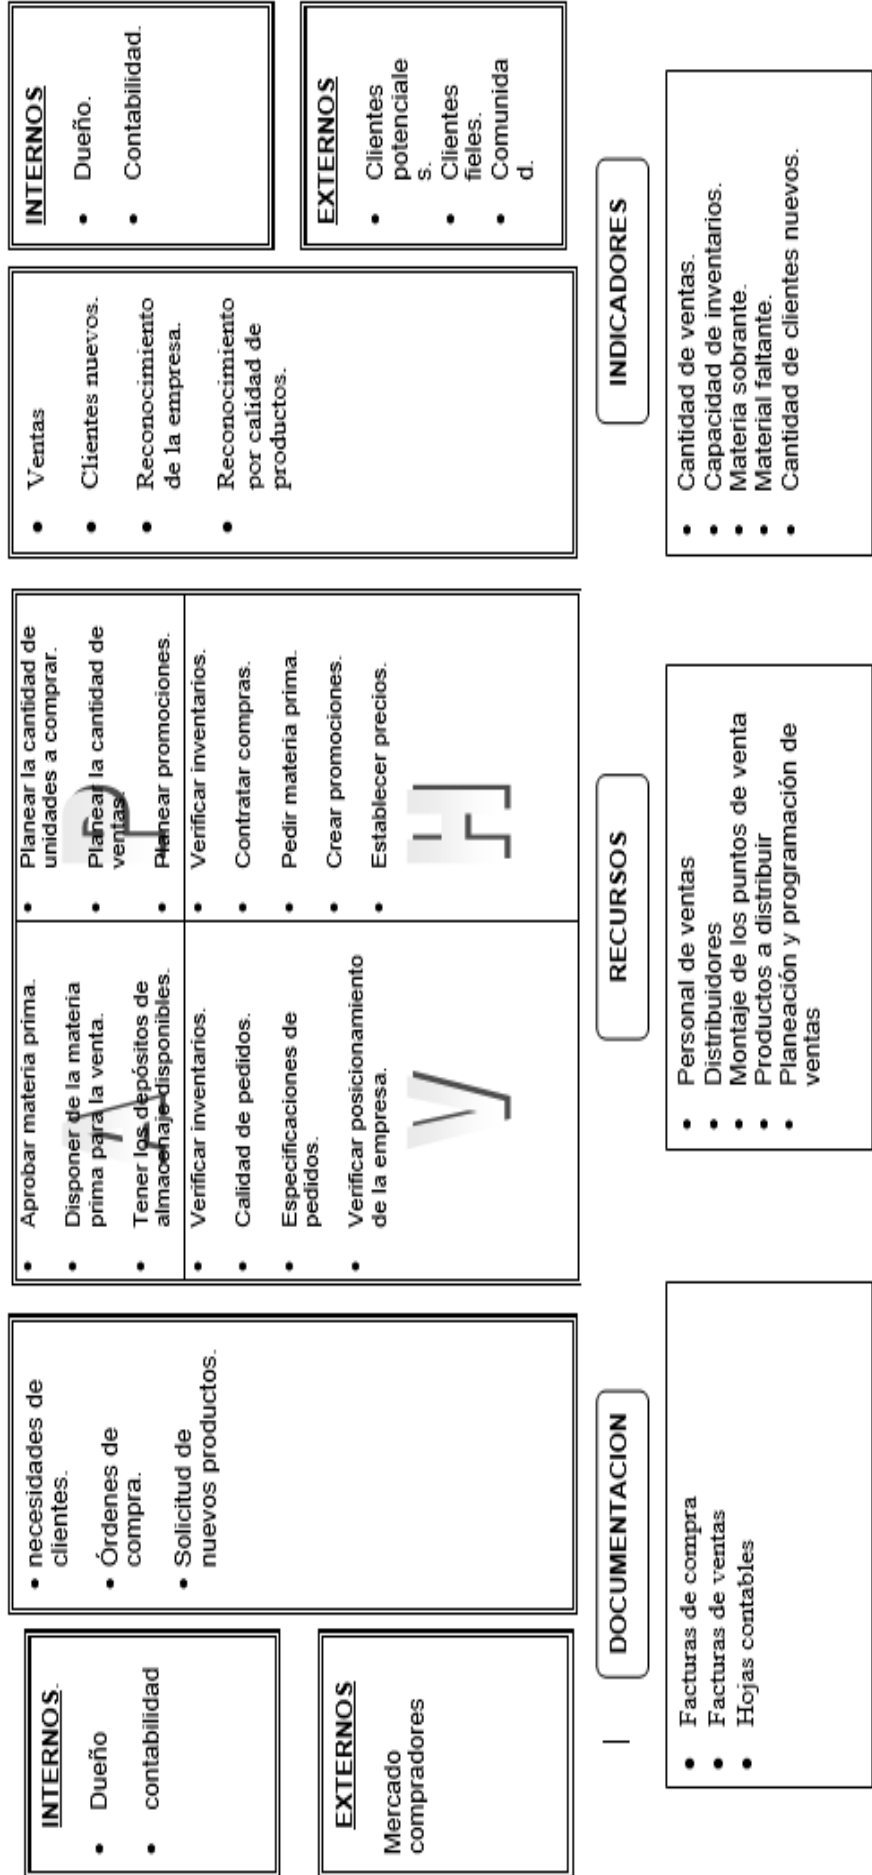 INTERNOS.
• Dueño
• contabilidad
EXTERNOS
Mercado
compradores
• necesidades de
clientes.
• Órdenes de
compra.
• Solicitud de
nuevos productos.
• Aprobar materia prima.
• Disponer de la materia
prima para la venta.
• Tener los depósitos de
almacenaje disponibles.
A
• Planear la cantidad de
unidades a comprar.
• Planear la cantidad de
ventas.
• Planear promociones.
P
• Verificar inventarios.
• Calidad de pedidos.
• Especificaciones de
pedidos.
• Verificar posicionamiento
de la empresa.
V
• Verificar inventarios.
• Contratar compras.
• Pedir materia prima.
• Crear promociones.
• Establecer precios.
H
• Ventas
• Clientes nuevos.
• Reconocimiento
de la empresa.
• Reconocimiento
por calidad de
productos.
INTERNOS
• Dueño.
• Contabilidad.
EXTERNOS
• Clientes
potenciale
s.
• Clientes
fieles.
• Comunida
d.
DOCUMENTACION
• Facturas de compra
• Facturas de ventas
• Hojas contables
RECURSOS
• Personal de ventas
• Distribuidores
• Montaje de los puntos de venta
• Productos a distribuir
• Planeación y programación de
ventas
INDICADORES
• Cantidad de ventas.
• Capacidad de inventarios.
• Materia sobrante.
• Material faltante.
• Cantidad de clientes nuevos.